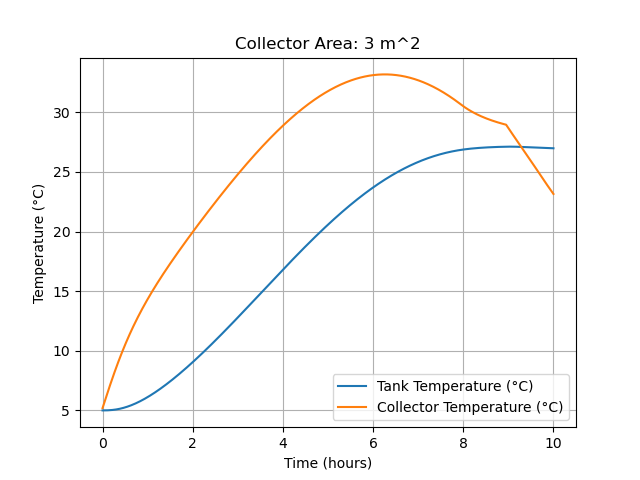 Collector Area: 3 m^2
Temperature (°C)
30
25
20
15
10
5
Tank Temperature (°C)
Collector Temperature (°C)
0 2 4 6 8 10
Time (hours)